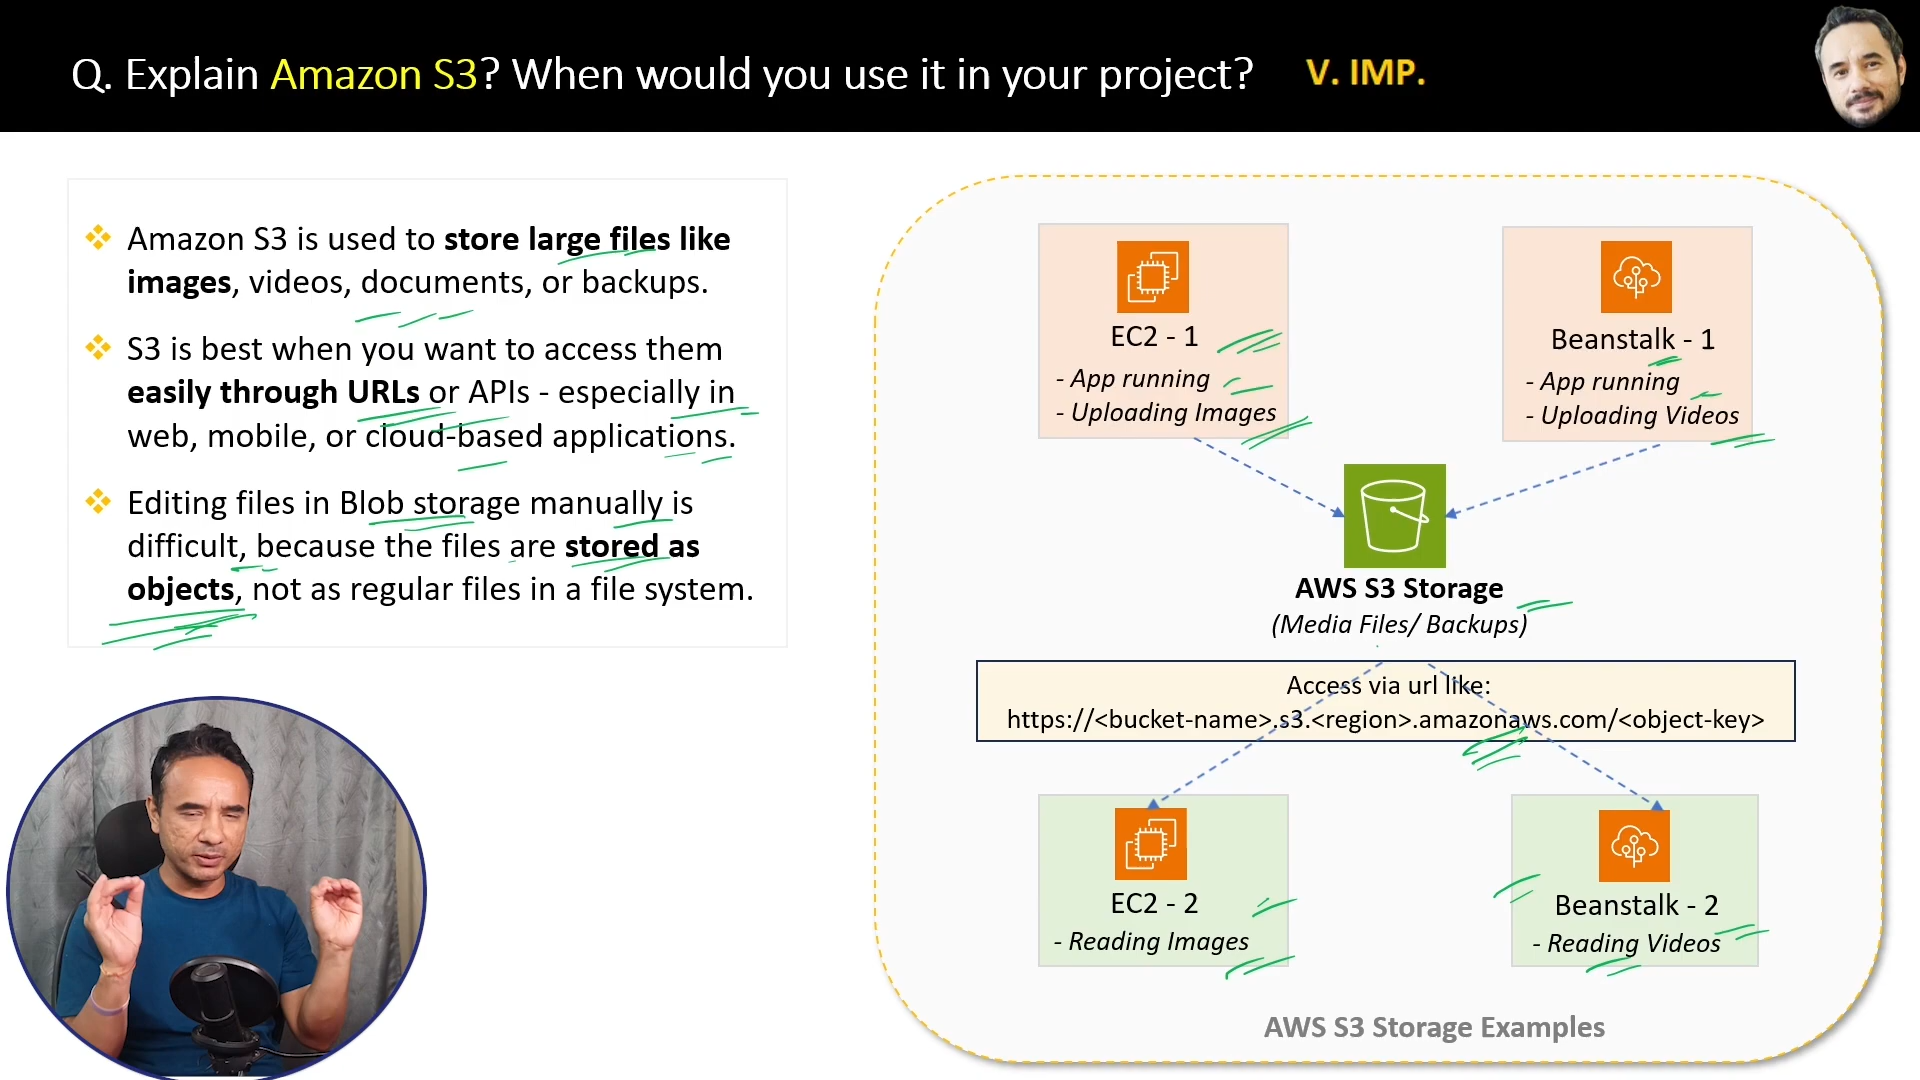 Q. Explain Amazon S3? When would you use it in your project?
V. IMP.
Amazon S3 is used to store large files like
images, videos, documents, or backups.
S3 is best when you want to access them
easily through URLs or APIs - especially in
web, mobile, or cloud-based applications.
Editing files in Blob storage manually is
difficult, because the files are stored as
objects, not as regular files in a file system.
EC2 - 1
- App running
- Uploading Images
Beanstalk - 1
- App running
- Uploading Videos
AWS S3 Storage
(Media Files/ Backups)
Access via url like:
https://<bucket-name>.s3.<region>.amazonaws.com/<object-key>
EC2 - 2
- Reading Images
Beanstalk - 2
- Reading Videos
AWS S3 Storage Examples